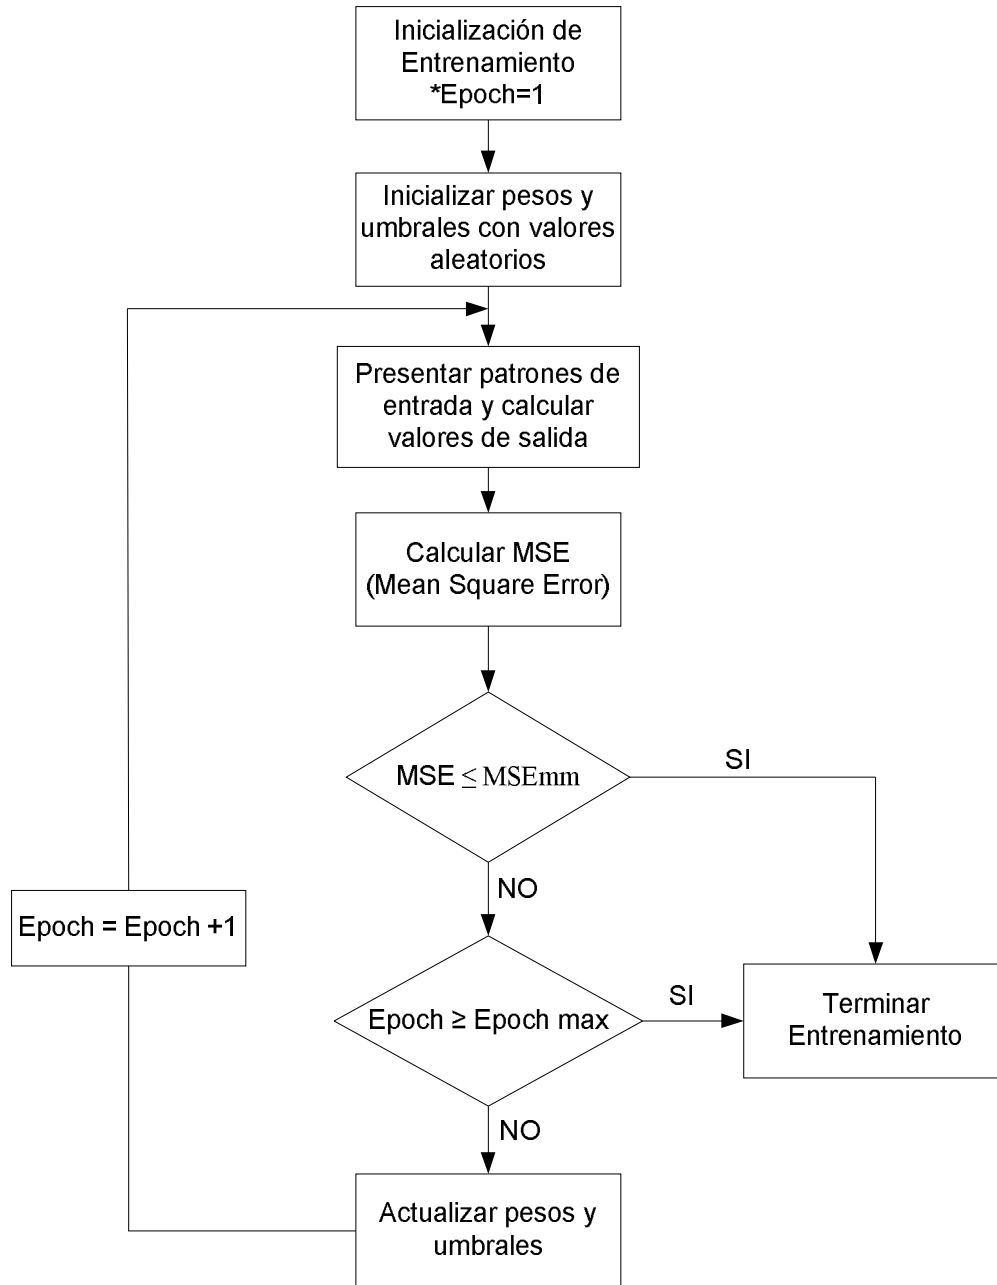 Inicialización de
Entrenamiento
*Epoch=1
Inicializar pesos y
umbrales con valores
aleatorios
Presentar patrones de
entrada y calcular
valores de salida
Calcular MSE
(Mean Square Error)
MSE ≤ MSEmm
SI
NO
Epoch = Epoch +1
Epoch ≥ Epoch max
SI
Terminar
Entrenamiento
NO
Actualizar pesos y
umbrales